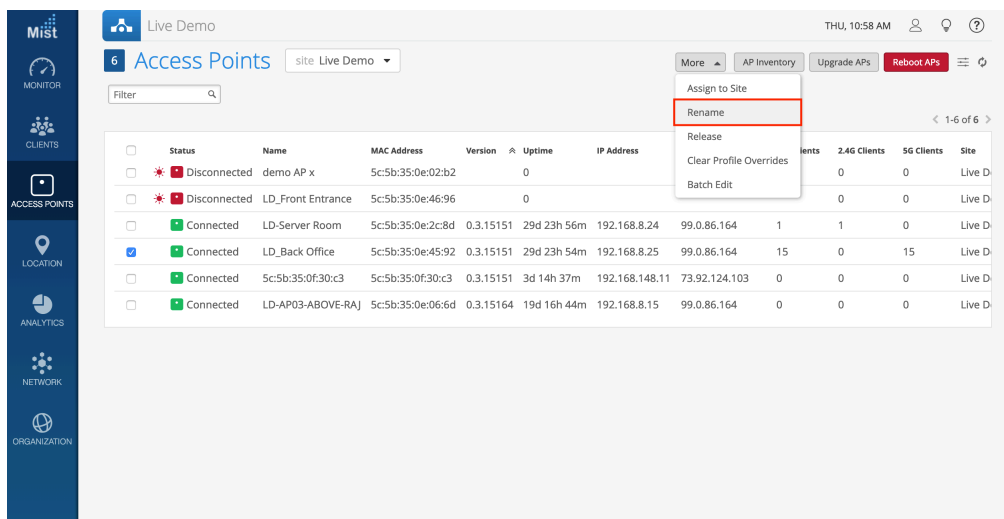 Mist
Live Demo
THU, 10:58 AM
MONITOR
CLIENTS
ACCESS POINTS
LOCATION
ANALYTICS
NETWORK
ORGANIZATION
6 Access Points site Live Demo
More AP Inventory Upgrade APs Reboot APs
Assign to Site
Rename
Release
Clear Profile Overrides
Batch Edit
Filter
1-6 of 6
Status Name MAC Address Version Uptime IP Address ients 2.4G Clients 5G Clients Site
Disconnected demo AP x 5c:5b:35:0e:02:b2 0 0 0 Live D
Disconnected LD_Front Entrance 5c:5b:35:0e:46:96 0 0 0 Live D
Connected LD-Server Room 5c:5b:35:0e:2c:8d 0.3.15151 29d 23h 56m 192.168.8.24 99.0.86.164 1 1 0 Live D
Connected LD_Back Office 5c:5b:35:0e:45:92 0.3.15151 29d 23h 54m 192.168.8.25 99.0.86.164 15 0 15 Live D
Connected 5c:5b:35:0f:30:c3 5c:5b:35:0f:30:c3 0.3.15151 3d 14h 37m 192.168.148.11 73.92.124.103 0 0 0 Live D
Connected LD-AP03-ABOVE-RAJ 5c:5b:35:0e:06:6d 0.3.15164 19d 16h 44m 192.168.8.15 99.0.86.164 0 0 0 Live D